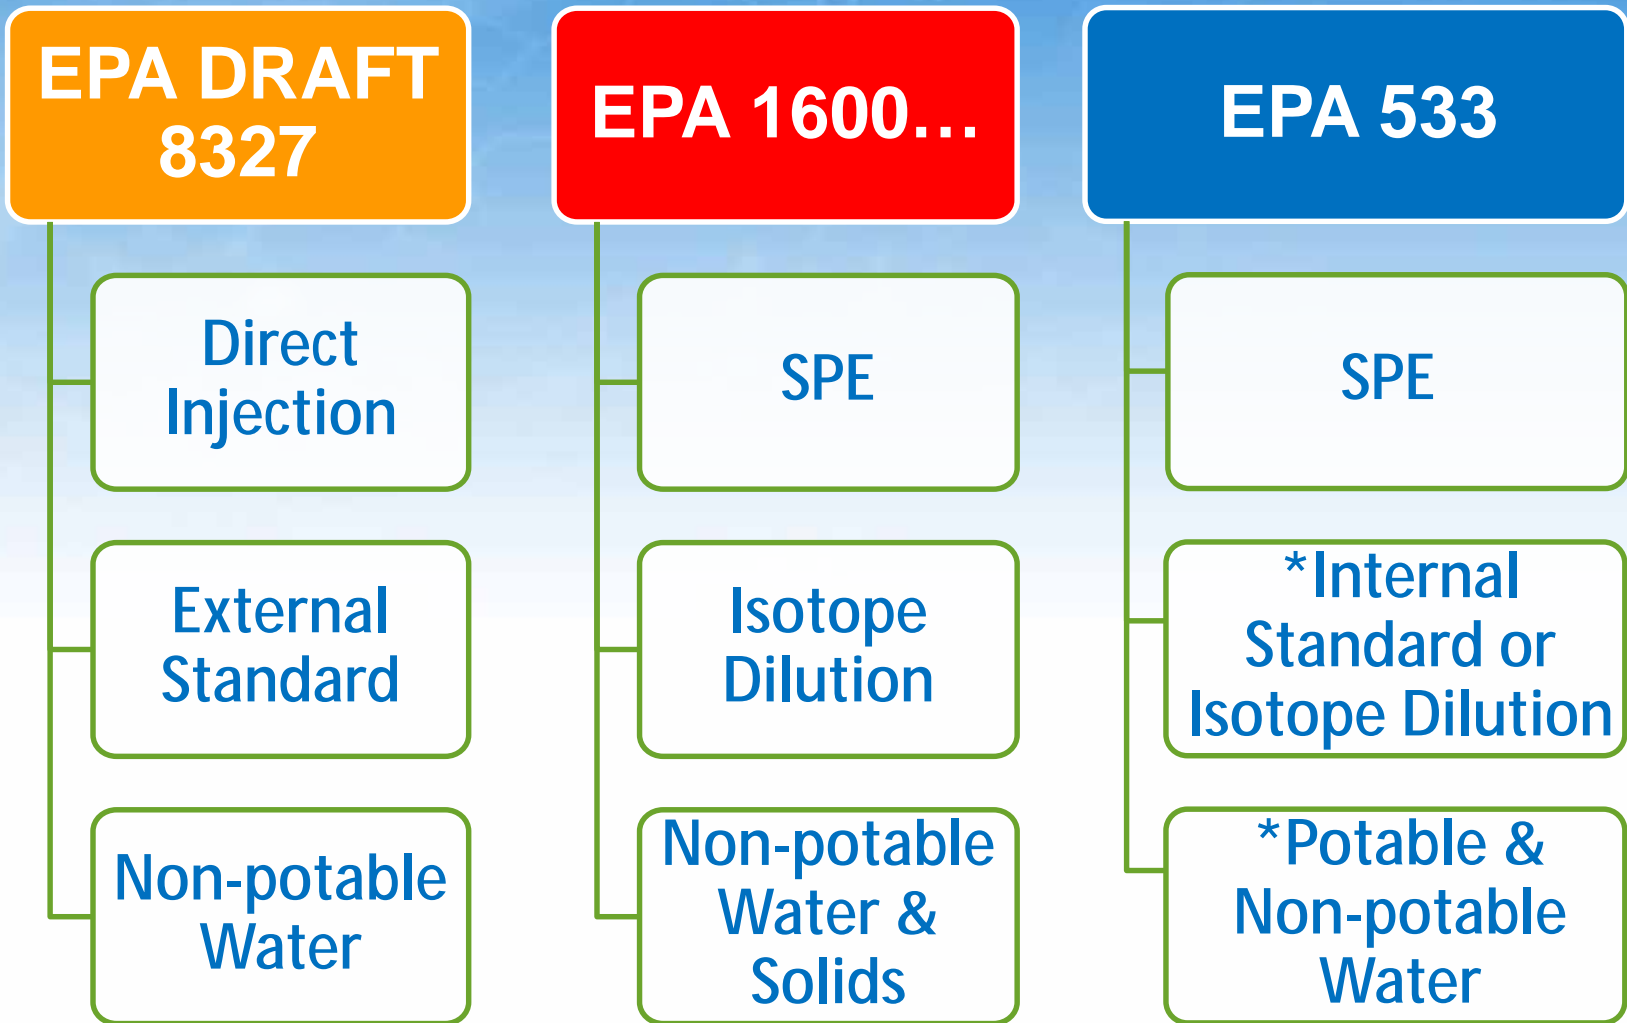 EPA DRAFT
8327
Direct
Injection
External
Standard
Non-potable
Water
EPA 1600…
SPE
Isotope
Dilution
Non-potable
Water &
Solids
EPA 533
SPE
*Internal
Standard or
Isotope Dilution
*Potable &
Non-potable
Water